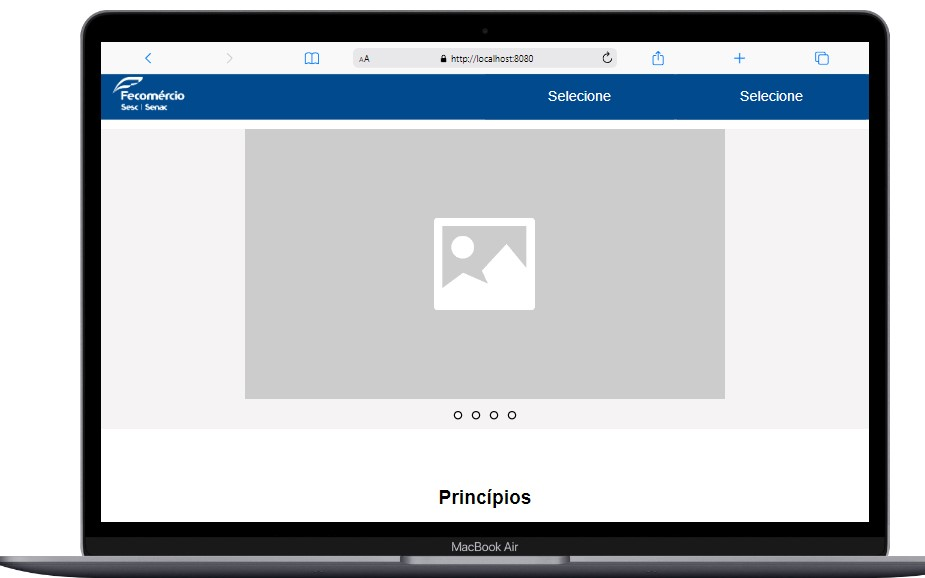 AA http://localhost:8080
Fecomércio
Sesc | Senac
Selecione Selecione
Princípios
MacBook Air